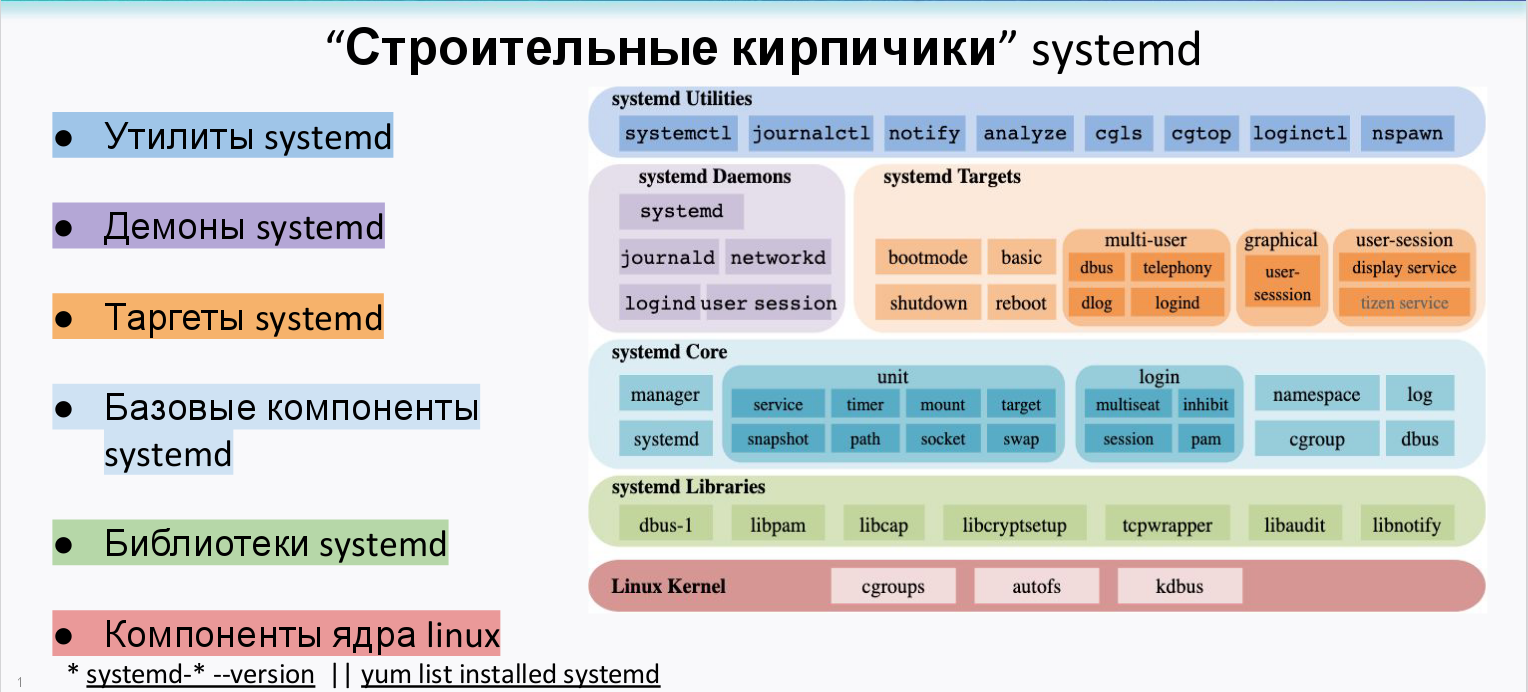 “Строительные кирпичики” systemd
● Утилиты systemd
● Демоны systemd
● Таргеты systemd
● Базовые компоненты
systemd
● Библиотеки systemd
● Компоненты ядра linux
* systemd-* --version || yum list installed systemd
1
systemd Utilities
systemctl journalctl notify analyze cgls cgtop loginctl nspawn
systemd Daemons
systemd
journald networkd
logind user session
systemd Targets
bootmode basic
shutdown reboot
multi-user
dbus telephony
dlog logind
graphical
user-
sesssion
user-session
display service
tizen service
systemd Core
manager
systemd
unit
service timer mount target
snapshot path socket swap
login
multiseat inhibit
session pam
namespace log
cgroup dbus
systemd Libraries
dbus-1 libpam libcap libcryptsetup tcpwrapper libaudit libnotify
Linux Kernel cgroups autofs kdbus